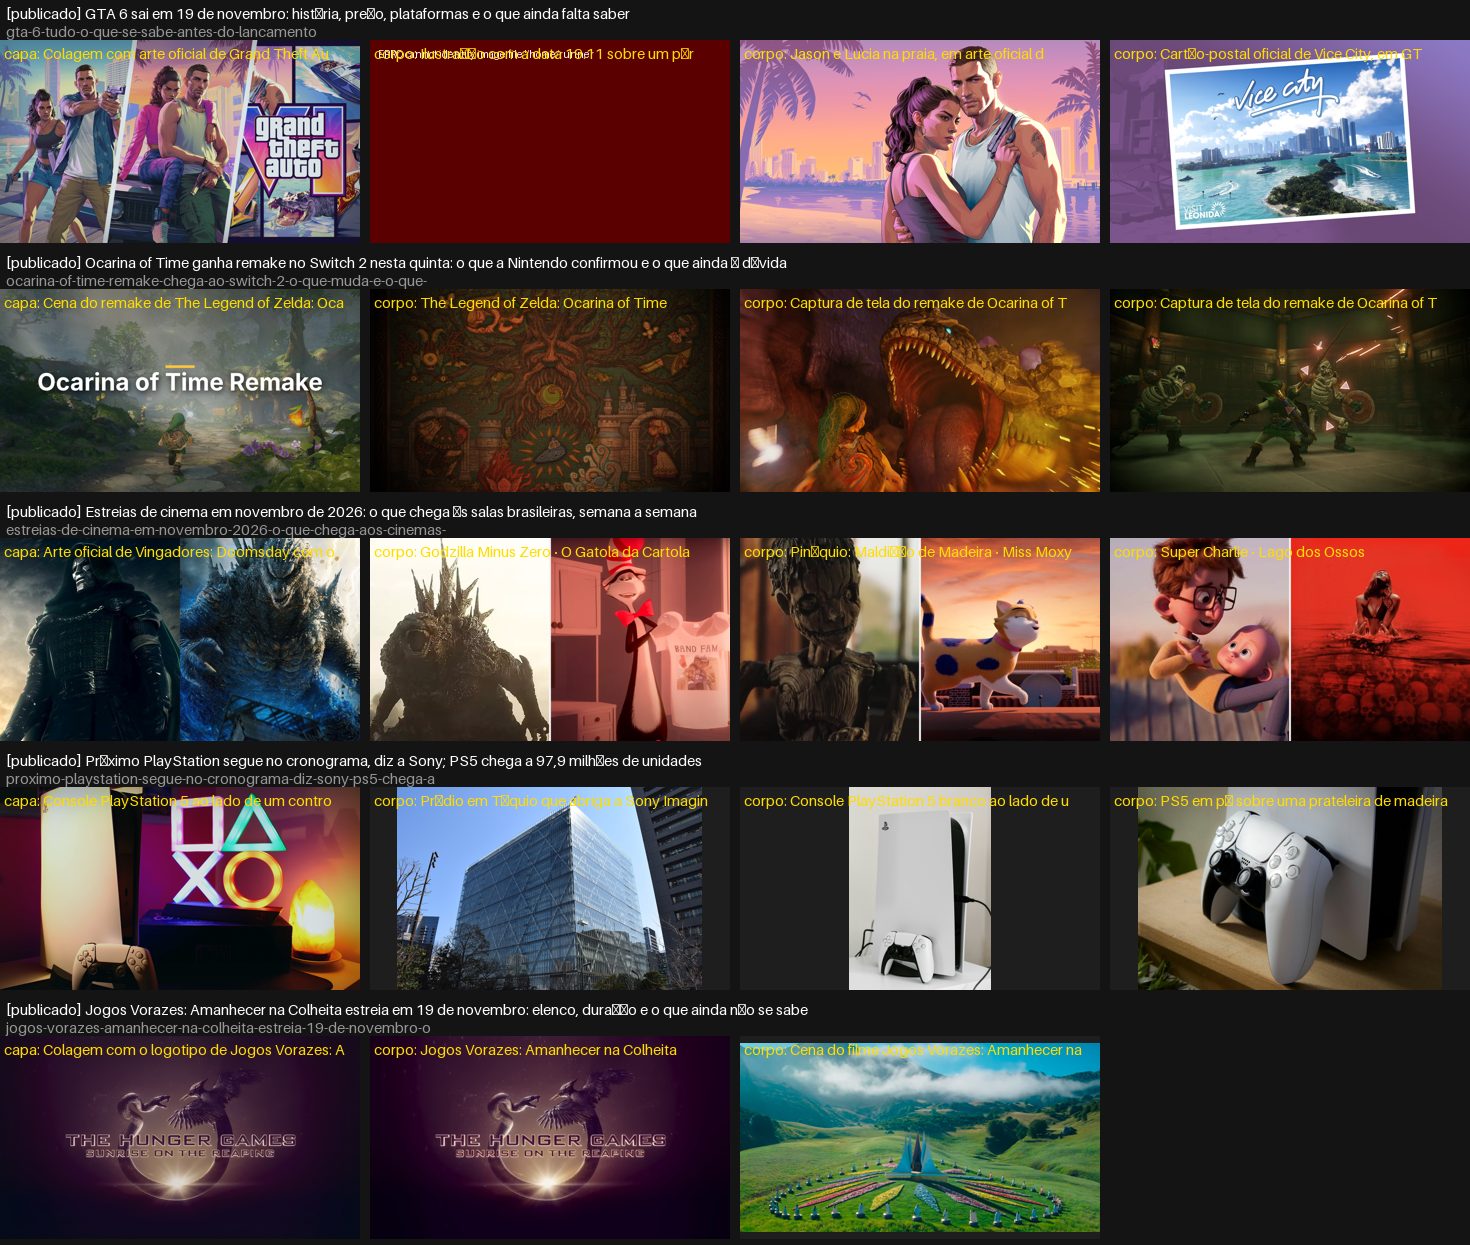 [publicado] GTA 6 sai em 19 de novembro: hist▯ria, pre▯o, plataformas e o que ainda falta saber
gta-6-tudo-o-que-se-sabe-antes-do-lancamento
capa: Colagem com arte oficial de Grand Theft Au
corpo: Ilustra▯▯o com a data 19.11 sobre um p▯r
corpo: Jason e Lucia na praia, em arte oficial d
corpo: Cart▯o-postal oficial de Vice City, em GT
grand
theft
auto
vice city
VISIT
LEONIDA
[publicado] Ocarina of Time ganha remake no Switch 2 nesta quinta: o que a Nintendo confirmou e o que ainda ▯ d▯vida
ocarina-of-time-remake-chega-ao-switch-2-o-que-muda-e-o-que-
capa: Cena do remake de The Legend of Zelda: Oca
corpo: The Legend of Zelda: Ocarina of Time
corpo: Captura de tela do remake de Ocarina of T
corpo: Captura de tela do remake de Ocarina of T
Ocarina of Time Remake
[publicado] Estreias de cinema em novembro de 2026: o que chega ▯s salas brasileiras, semana a semana
estreias-de-cinema-em-novembro-2026-o-que-chega-aos-cinemas-
capa: Arte oficial de Vingadores: Doomsday com o
corpo: Godzilla Minus Zero · O Gatola da Cartola
corpo: Pin▯quio: Maldi▯▯o de Madeira · Miss Moxy
corpo: Super Charlie · Lago dos Ossos
BAND FAM
[publicado] Pr▯ximo PlayStation segue no cronograma, diz a Sony; PS5 chega a 97,9 milh▯es de unidades
proximo-playstation-segue-no-cronograma-diz-sony-ps5-chega-a
capa: Console PlayStation 5 ao lado de um contro
corpo: Pr▯dio em T▯quio que abriga a Sony Imagin
corpo: Console PlayStation 5 branco ao lado de u
corpo: PS5 em p▯ sobre uma prateleira de madeira
[publicado] Jogos Vorazes: Amanhecer na Colheita estreia em 19 de novembro: elenco, dura▯▯o e o que ainda n▯o se sabe
jogos-vorazes-amanhecer-na-colheita-estreia-19-de-novembro-o
capa: Colagem com o logotipo de Jogos Vorazes: A
corpo: Jogos Vorazes: Amanhecer na Colheita
corpo: Cena do filme Jogos Vorazes: Amanhecer na
THE HUNGER GAMES
SUNRISE ON THE REAPING
THE HUNGER GAMES
SUNRISE ON THE REAPING